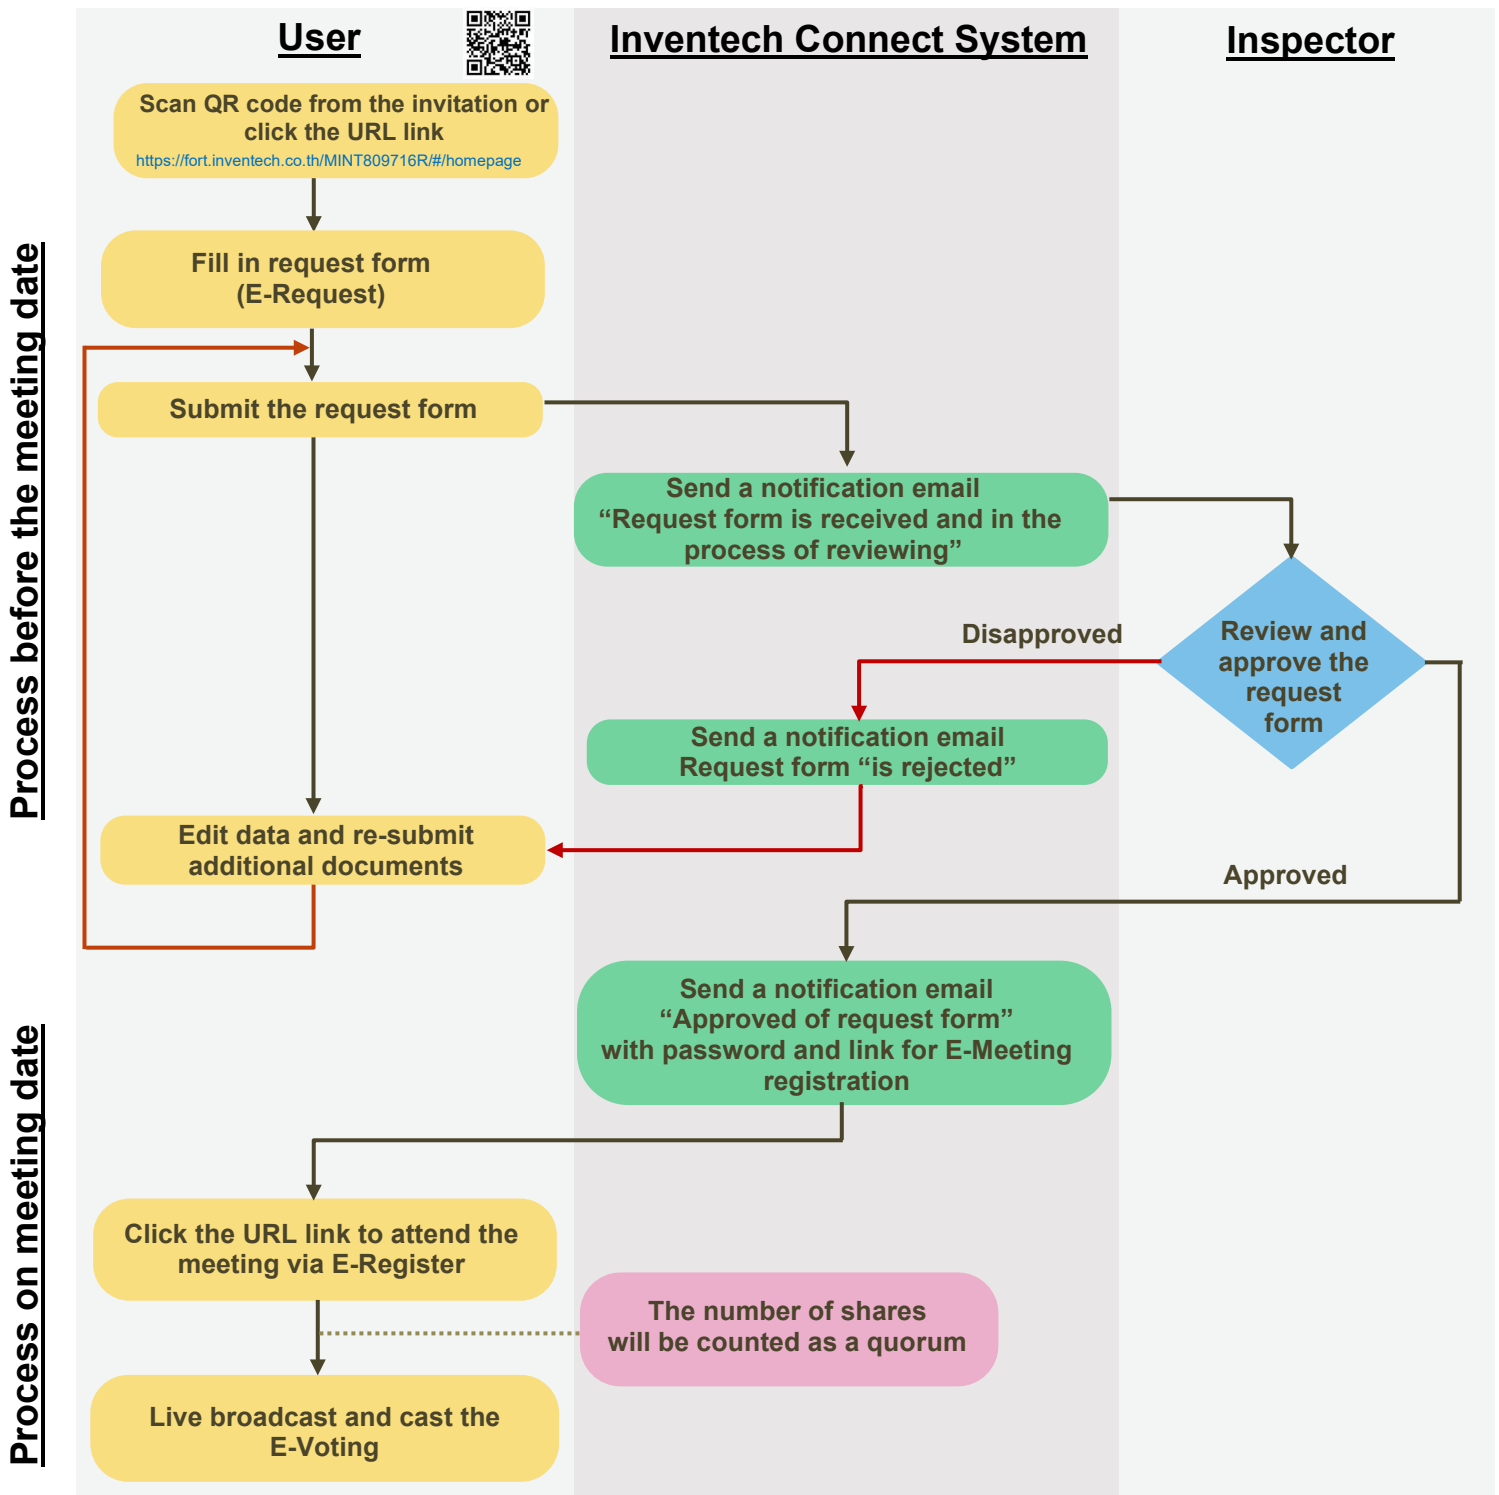 User
Inventech Connect System
Inspector
Process before the meeting date
Scan QR code from the invitation or
click the URL link
https://fort.inventech.co.th/MINT809716R/#/homepage
Fill in request form
(E-Request)
Submit the request form
Send a notification email
“Request form is received and in the
process of reviewing”
Review and
approve the
request
form
Disapproved
Send a notification email
Request form “is rejected”
Edit data and re-submit
additional documents
Approved
Send a notification email
“Approved of request form”
with password and link for E-Meeting
registration
Process on meeting date
Click the URL link to attend the
meeting via E-Register
The number of shares
will be counted as a quorum
Live broadcast and cast the
E-Voting